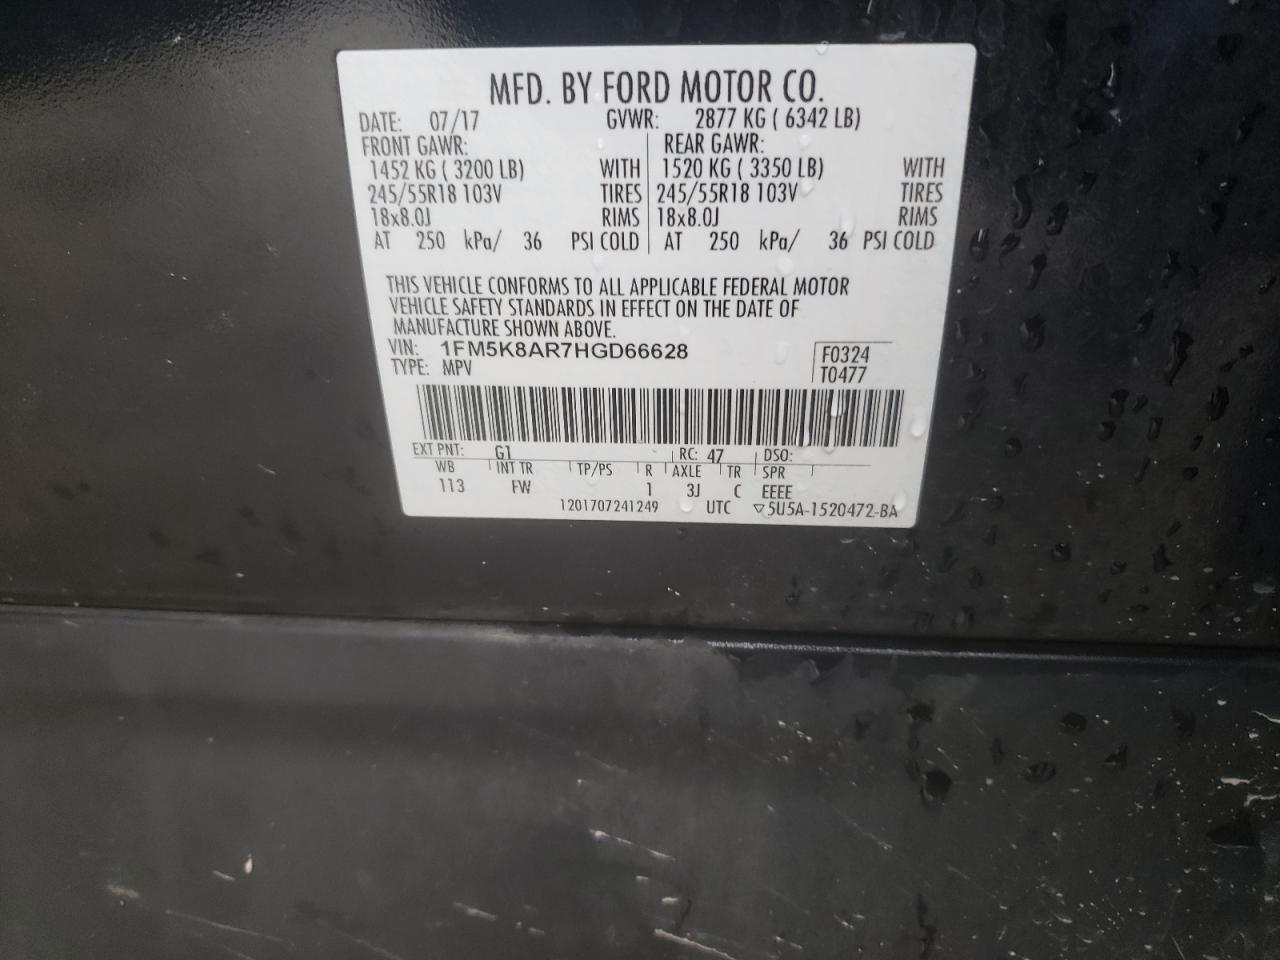 MFD. BY FORD MOTOR CO.
DATE: 07/17 GVWR: 2877 KG ( 6342 LB)
FRONT GAWR: REAR GAWR:
1452 KG ( 3200 LB) WITH 1520 KG ( 3350 LB) WITH
245/55R18 103V TIRES 245/55R18 103V TIRES
18x8.0J RIMS 18x8.0J RIMS
AT 250 kPa/ 36 PSI COLD AT 250 kPa/ 36 PSI COLD
THIS VEHICLE CONFORMS TO ALL APPLICABLE FEDERAL MOTOR
VEHICLE SAFETY STANDARDS IN EFFECT ON THE DATE OF
MANUFACTURE SHOWN ABOVE.
VIN: 1FM5K8AR7HGD66628 F0324
TYPE: MPV T0477
EXT PNT: G1 RC: 47 DSO:
WB INT TR TP/PS R AXLE TR SPR
113 FW 1 3J C EEEE
1201707241249 UTC ▽5U5A-1520472-BA